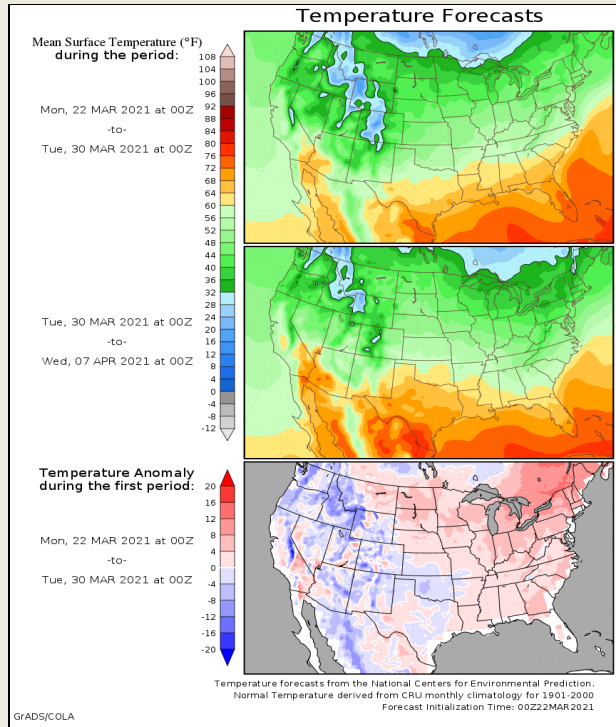 Temperature Forecasts
Mean Surface Temperature (°F)
during the period:
Mon, 22 MAR 2021 at 00Z
-to-
Tue, 30 MAR 2021 at 00Z
108
104
100
96
92
88
84
80
76
72
68
64
60
56
52
48
44
40
36
32
28
24
20
16
12
8
4
0
-4
-8
-12
Tue, 30 MAR 2021 at 00Z
-to-
Wed, 07 APR 2021 at 00Z
Temperature Anomaly
during the first period:
Mon, 22 MAR 2021 at 00Z
-to-
Tue, 30 MAR 2021 at 00Z
20
16
12
8
4
0
-4
-8
-12
-16
-20
Temperature forecasts from the National Centers for Environmental Prediction.
Normal Temperature derived from CRU monthly climatology for 1901-2000
Forecast Initialization Time: 00Z22MAR2021
GrADS/COLA